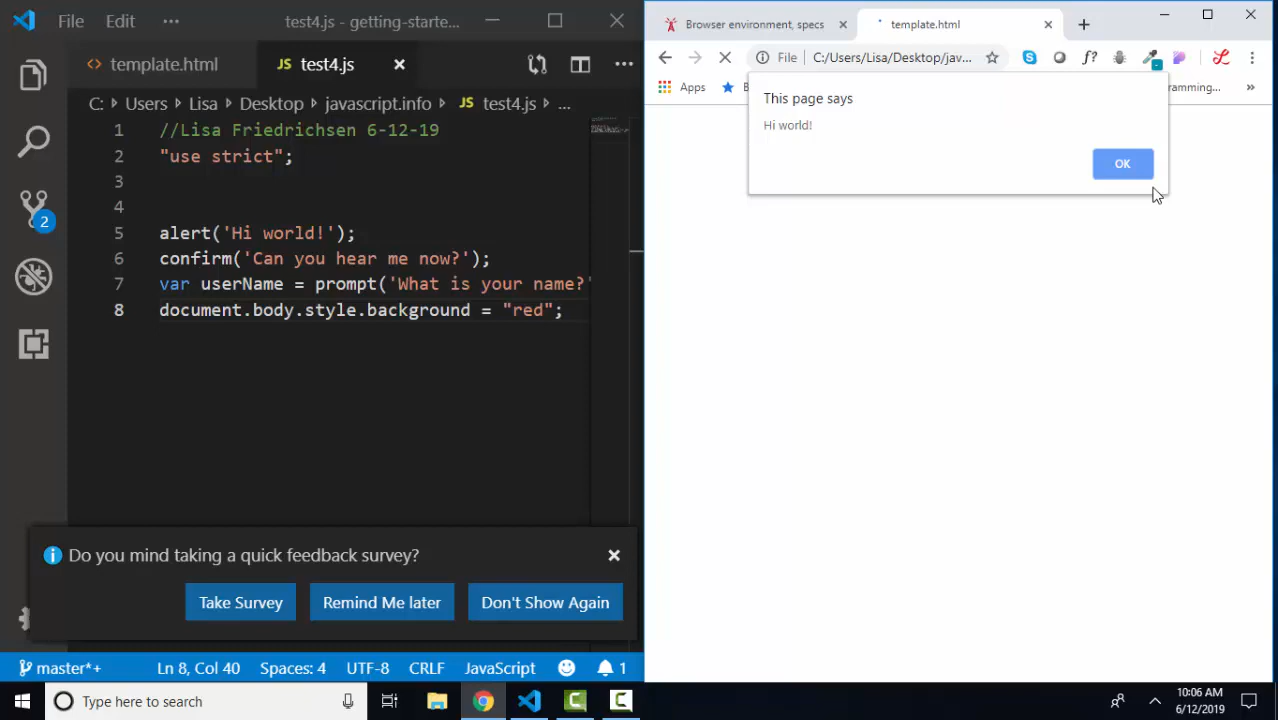 File Edit ··· test4.js - getting-starte...
template.html
JS test4.js
C: Users Lisa Desktop javascript.info JS test4.js ...
1 //Lisa Friedrichsen 6-12-19
2 "use strict";
3
4
5 alert('Hi world!');
6 confirm('Can you hear me now?');
7 var userName = prompt('What is your name?'
8 document.body.style.background = "red";
2
Do you mind taking a quick feedback survey?
Take Survey Remind Me later Don't Show Again
master*+ Ln 8, Col 40 Spaces: 4 UTF-8 CRLF JavaScript 1
Browser environment, specs
template.html
File C:/Users/Lisa/Desktop/jav...
f?
Apps
ramming... »
This page says
Hi world!
OK
Type here to search
10:06 AM
6/12/2019